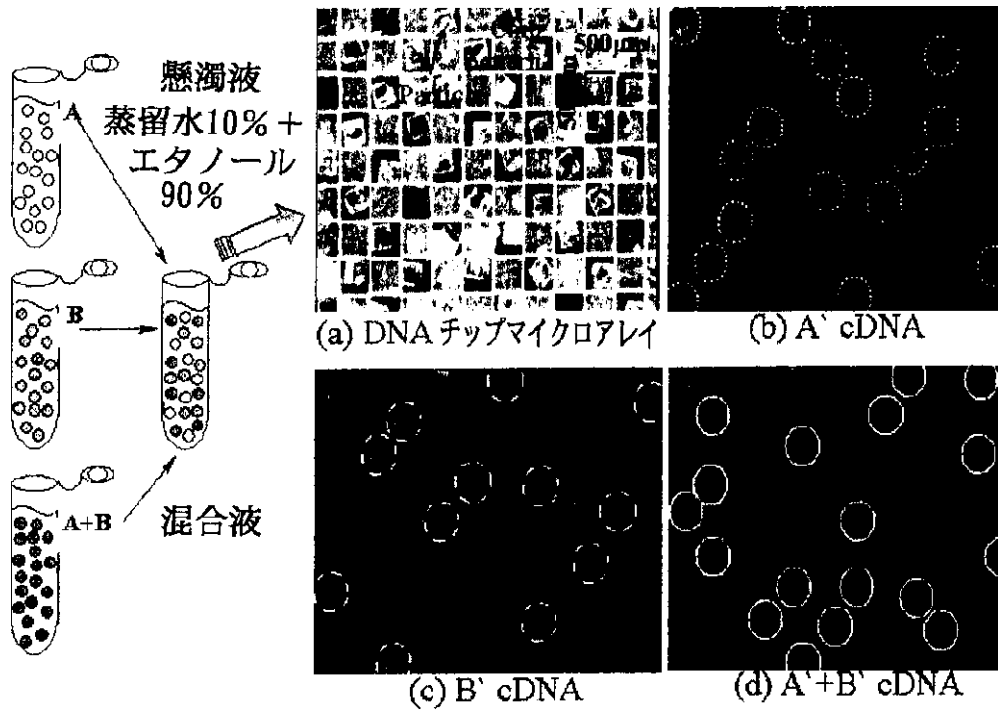 A
懸濁液
蒸留水10%＋
エタノール
90%
B
A+B
混合液
500μm
Partic
(a) DNAチップマイクロアレイ
(b) A` cDNA
(c) B` cDNA
(d) A`+B` cDNA